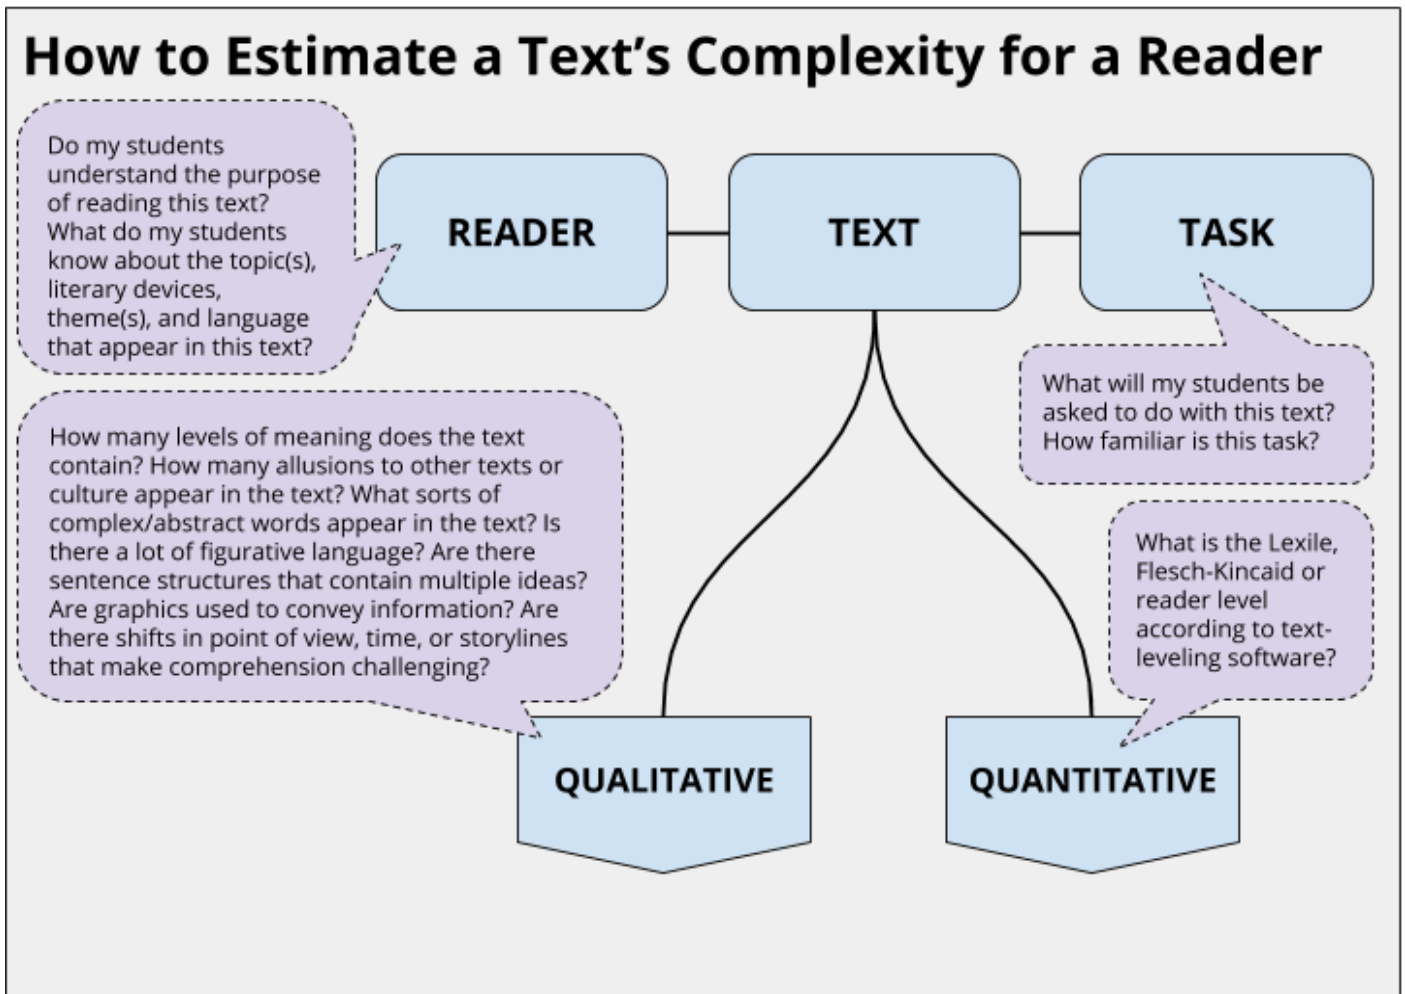 How to Estimate a Text’s Complexity for a Reader
Do my students
understand the purpose
of reading this text?
What do my students
know about the topic(s),
literary devices,
theme(s), and language
that appear in this text?
READER
TEXT
TASK
What will my students be
asked to do with this text?
How familiar is this task?
How many levels of meaning does the text
contain? How many allusions to other texts or
culture appear in the text? What sorts of
complex/abstract words appear in the text? Is
there a lot of figurative language? Are there
sentence structures that contain multiple ideas?
Are graphics used to convey information? Are
there shifts in point of view, time, or storylines
that make comprehension challenging?
What is the Lexile,
Flesch-Kincaid or
reader level
according to text-
leveling software?
QUALITATIVE
QUANTITATIVE